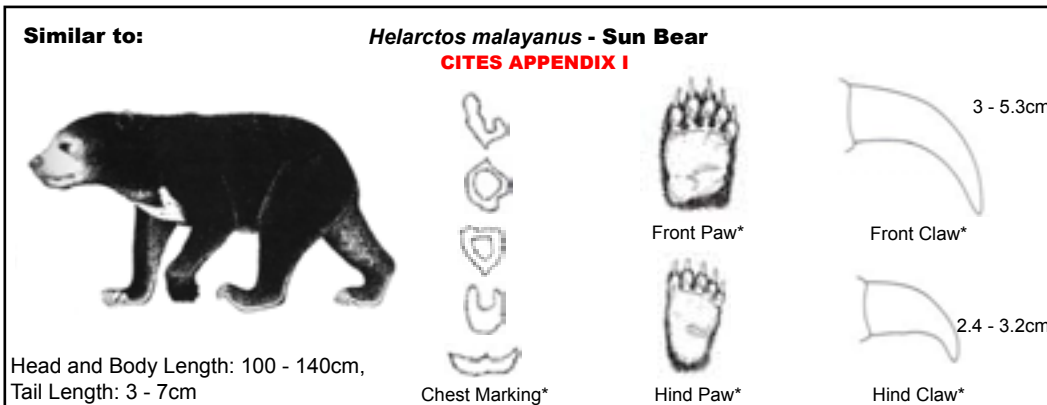 Similar to:
Helarctos malayanus - Sun Bear
CITES APPENDIX I
3 - 5.3cm
Front Paw*
Front Claw*
2.4 - 3.2cm
Head and Body Length: 100 - 140cm,
Tail Length: 3 - 7cm
Chest Marking*
Hind Paw*
Hind Claw*